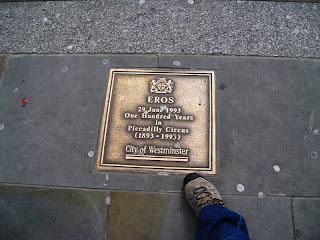 EROS
29 June 1993
One Hundred Years
in
Piccadilly Circus
(1893-1993)
City of Westminster